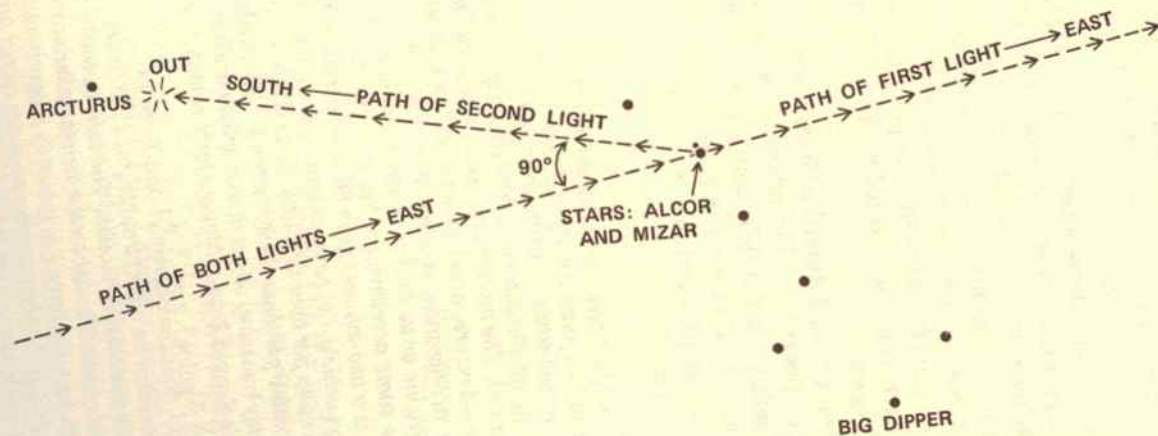 OUT
ARCTURUS
SOUTH ← PATH OF SECOND LIGHT
PATH OF FIRST LIGHT → EAST
90°
STARS: ALCOR
AND MIZAR
PATH OF BOTH LIGHTS → EAST
BIG DIPPER